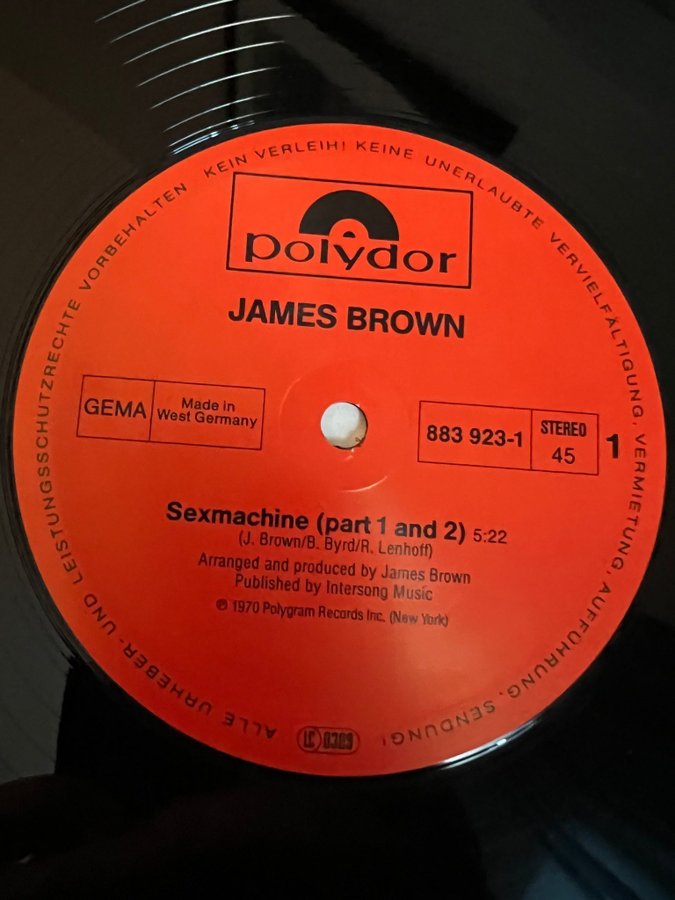 ALLE URHEBER- UND LEISTUNGSSCHUTZRECHTE VORBEHALTEN KEIN VERLEIH! KEINE UNERLAUBTE VERVIELFÄLTIGUNG, VERMIETUNG, AUFFÜHRUNG, SENDUNG!
polydor
JAMES BROWN
GEMA
Made in
West Germany
883 923-1
STEREO
45
1
Sexmachine (part 1 and 2) 5:22
(J. Brown/B. Byrd/R. Lenhoff)
Arranged and produced by James Brown
Published by Intersong Music
℗ 1970 Polygram Records Inc. (New York)